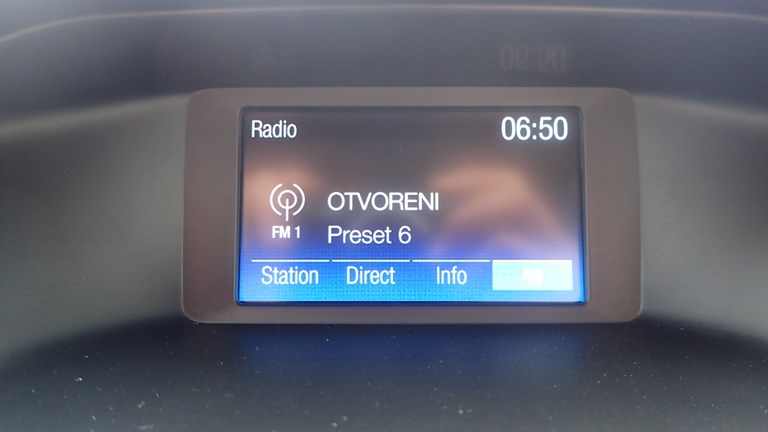 Radio 06:50
OTVORENI
FM 1 Preset 6
Station Direct Info